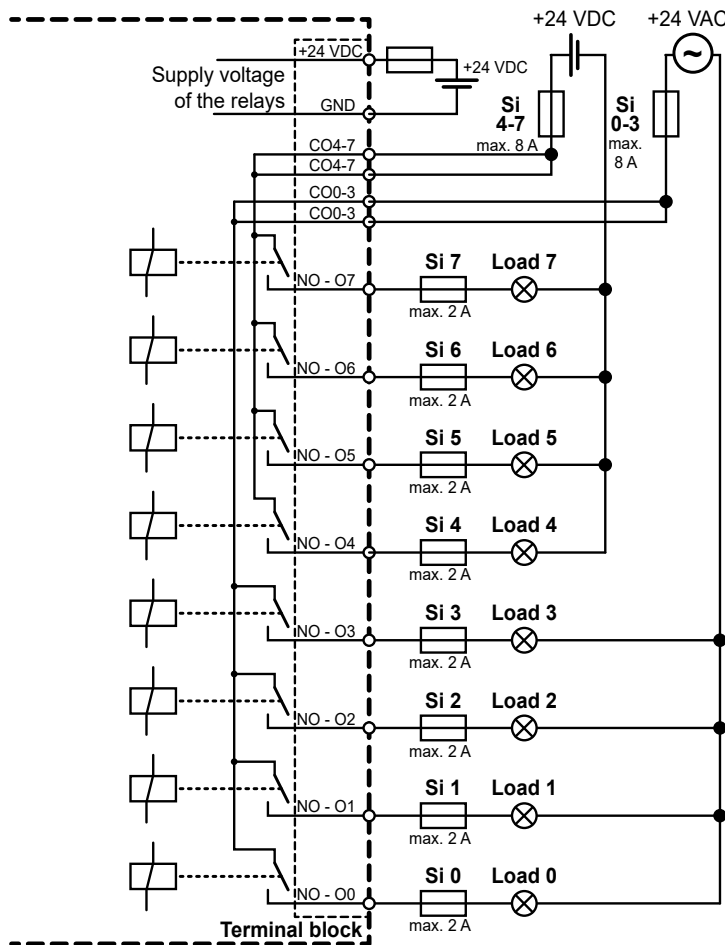 +24 VDC
+24 VAC
~
+24 VDC
+24 VDC
Supply voltage
of the relays
GND
Si
4-7
max. 8 A
Si
0-3
max.
8 A
CO4-7
CO4-7
CO0-3
CO0-3
Si 7 Load 7
NO - O7
max. 2 A
Si 6 Load 6
NO - O6
max. 2 A
Si 5 Load 5
NO - O5
max. 2 A
Si 4 Load 4
NO - O4
max. 2 A
Si 3 Load 3
NO - O3
max. 2 A
Si 2 Load 2
NO - O2
max. 2 A
Si 1 Load 1
NO - O1
max. 2 A
Si 0 Load 0
NO - O0
max. 2 A
Terminal block